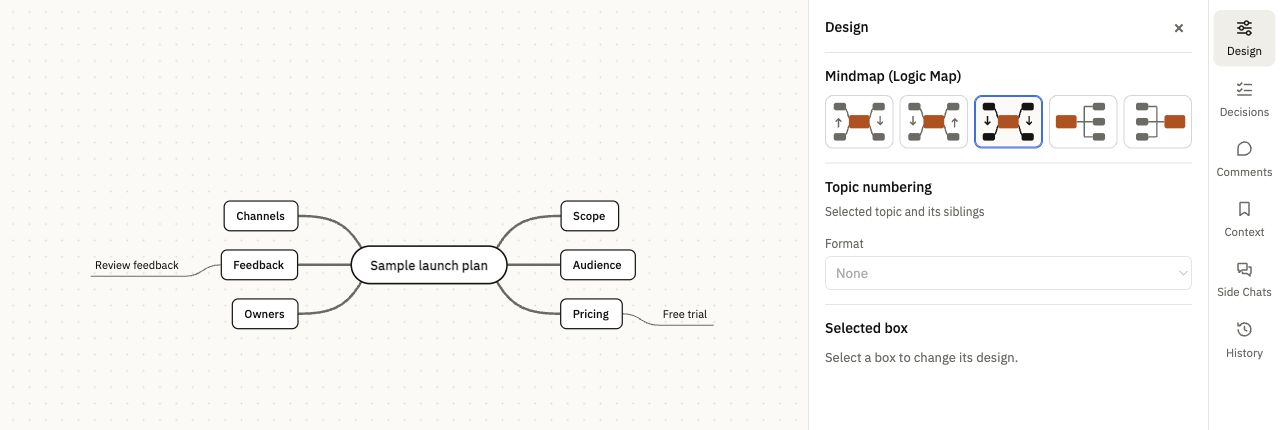 Channels
Feedback
Review feedback
Owners
Sample launch plan
Scope
Audience
Pricing
Free trial
Design
Mindmap (Logic Map)
Topic numbering
Selected topic and its siblings
Format
None
Selected box
Select a box to change its design.
Design
Decisions
Comments
Context
Side Chats
History